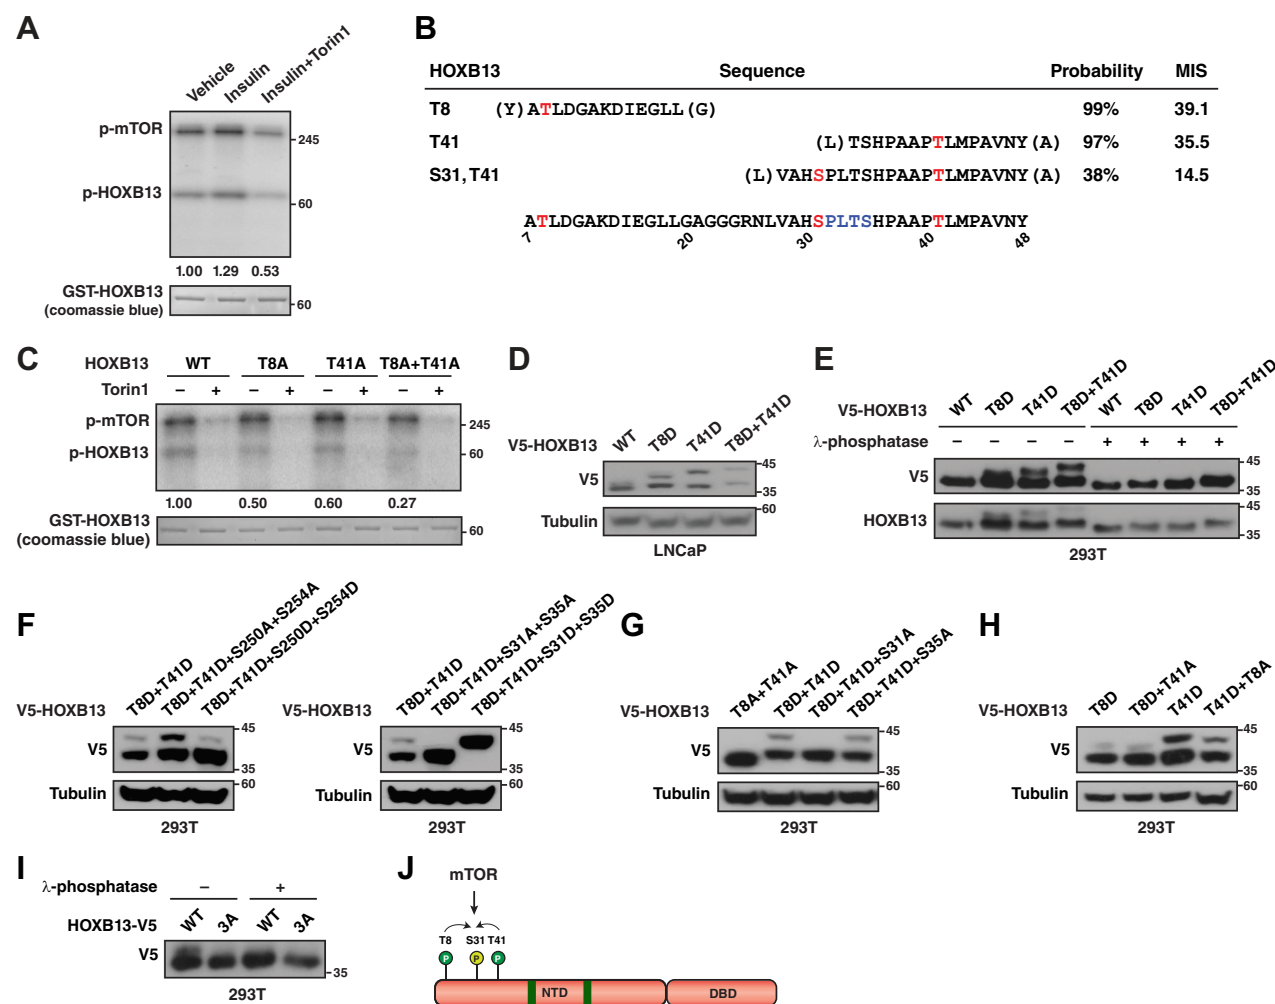 A
Vehicle
Insulin
Insulin+Torin1
p-mTOR
245
p-HOXB13
60
1.00 1.29 0.53
GST-HOXB13
(coomassie blue)
60
B
HOXB13 Sequence Probability MIS
T8 (Y)ATLDGAKDIEGLL(G) 99% 39.1
T41 (L)TSHPAAPTLMPAVNY(A) 97% 35.5
S31,T41 (L)VAHSPLTSHPAAPTLMPAVNY(A) 38% 14.5
ATLDGAKDIEGLLGAGGGRNLVAHSPLTSHPAAPTLMPAVNY
7 20 30 40 48
C
HOXB13 WT T8A T41A T8A+T41A
Torin1 – + – + – + – +
p-mTOR
245
p-HOXB13
60
1.00 0.50 0.60 0.27
GST-HOXB13
(coomassie blue)
60
D
V5-HOXB13 WT T8D T41D T8D+T41D
V5
45
35
Tubulin
60
LNCaP
E
V5-HOXB13 WT T8D T41D T8D+T41D WT T8D T41D T8D+T41D
λ-phosphatase – – – – + + + +
V5
45
35
HOXB13
45
35
293T
F
V5-HOXB13 T8D+T41D T8D+T41D+S250A+S254A T8D+T41D+S250D+S254D
V5
45
35
Tubulin
60
293T
V5-HOXB13 T8D+T41D T8D+T41D+S31A+S35A T8D+T41D+S31D+S35D
V5
45
35
Tubulin
60
293T
G
V5-HOXB13 T8A+T41A T8D+T41D T8D+T41D+S31A T8D+T41D+S35A
V5
45
35
Tubulin
60
293T
H
V5-HOXB13 T8D T8D+T41A T41D T41D+T8A
V5
45
35
Tubulin
60
293T
I
λ-phosphatase – +
HOXB13-V5 WT 3A WT 3A
V5
35
293T
J
mTOR
T8 S31 T41
P P P
NTD DBD